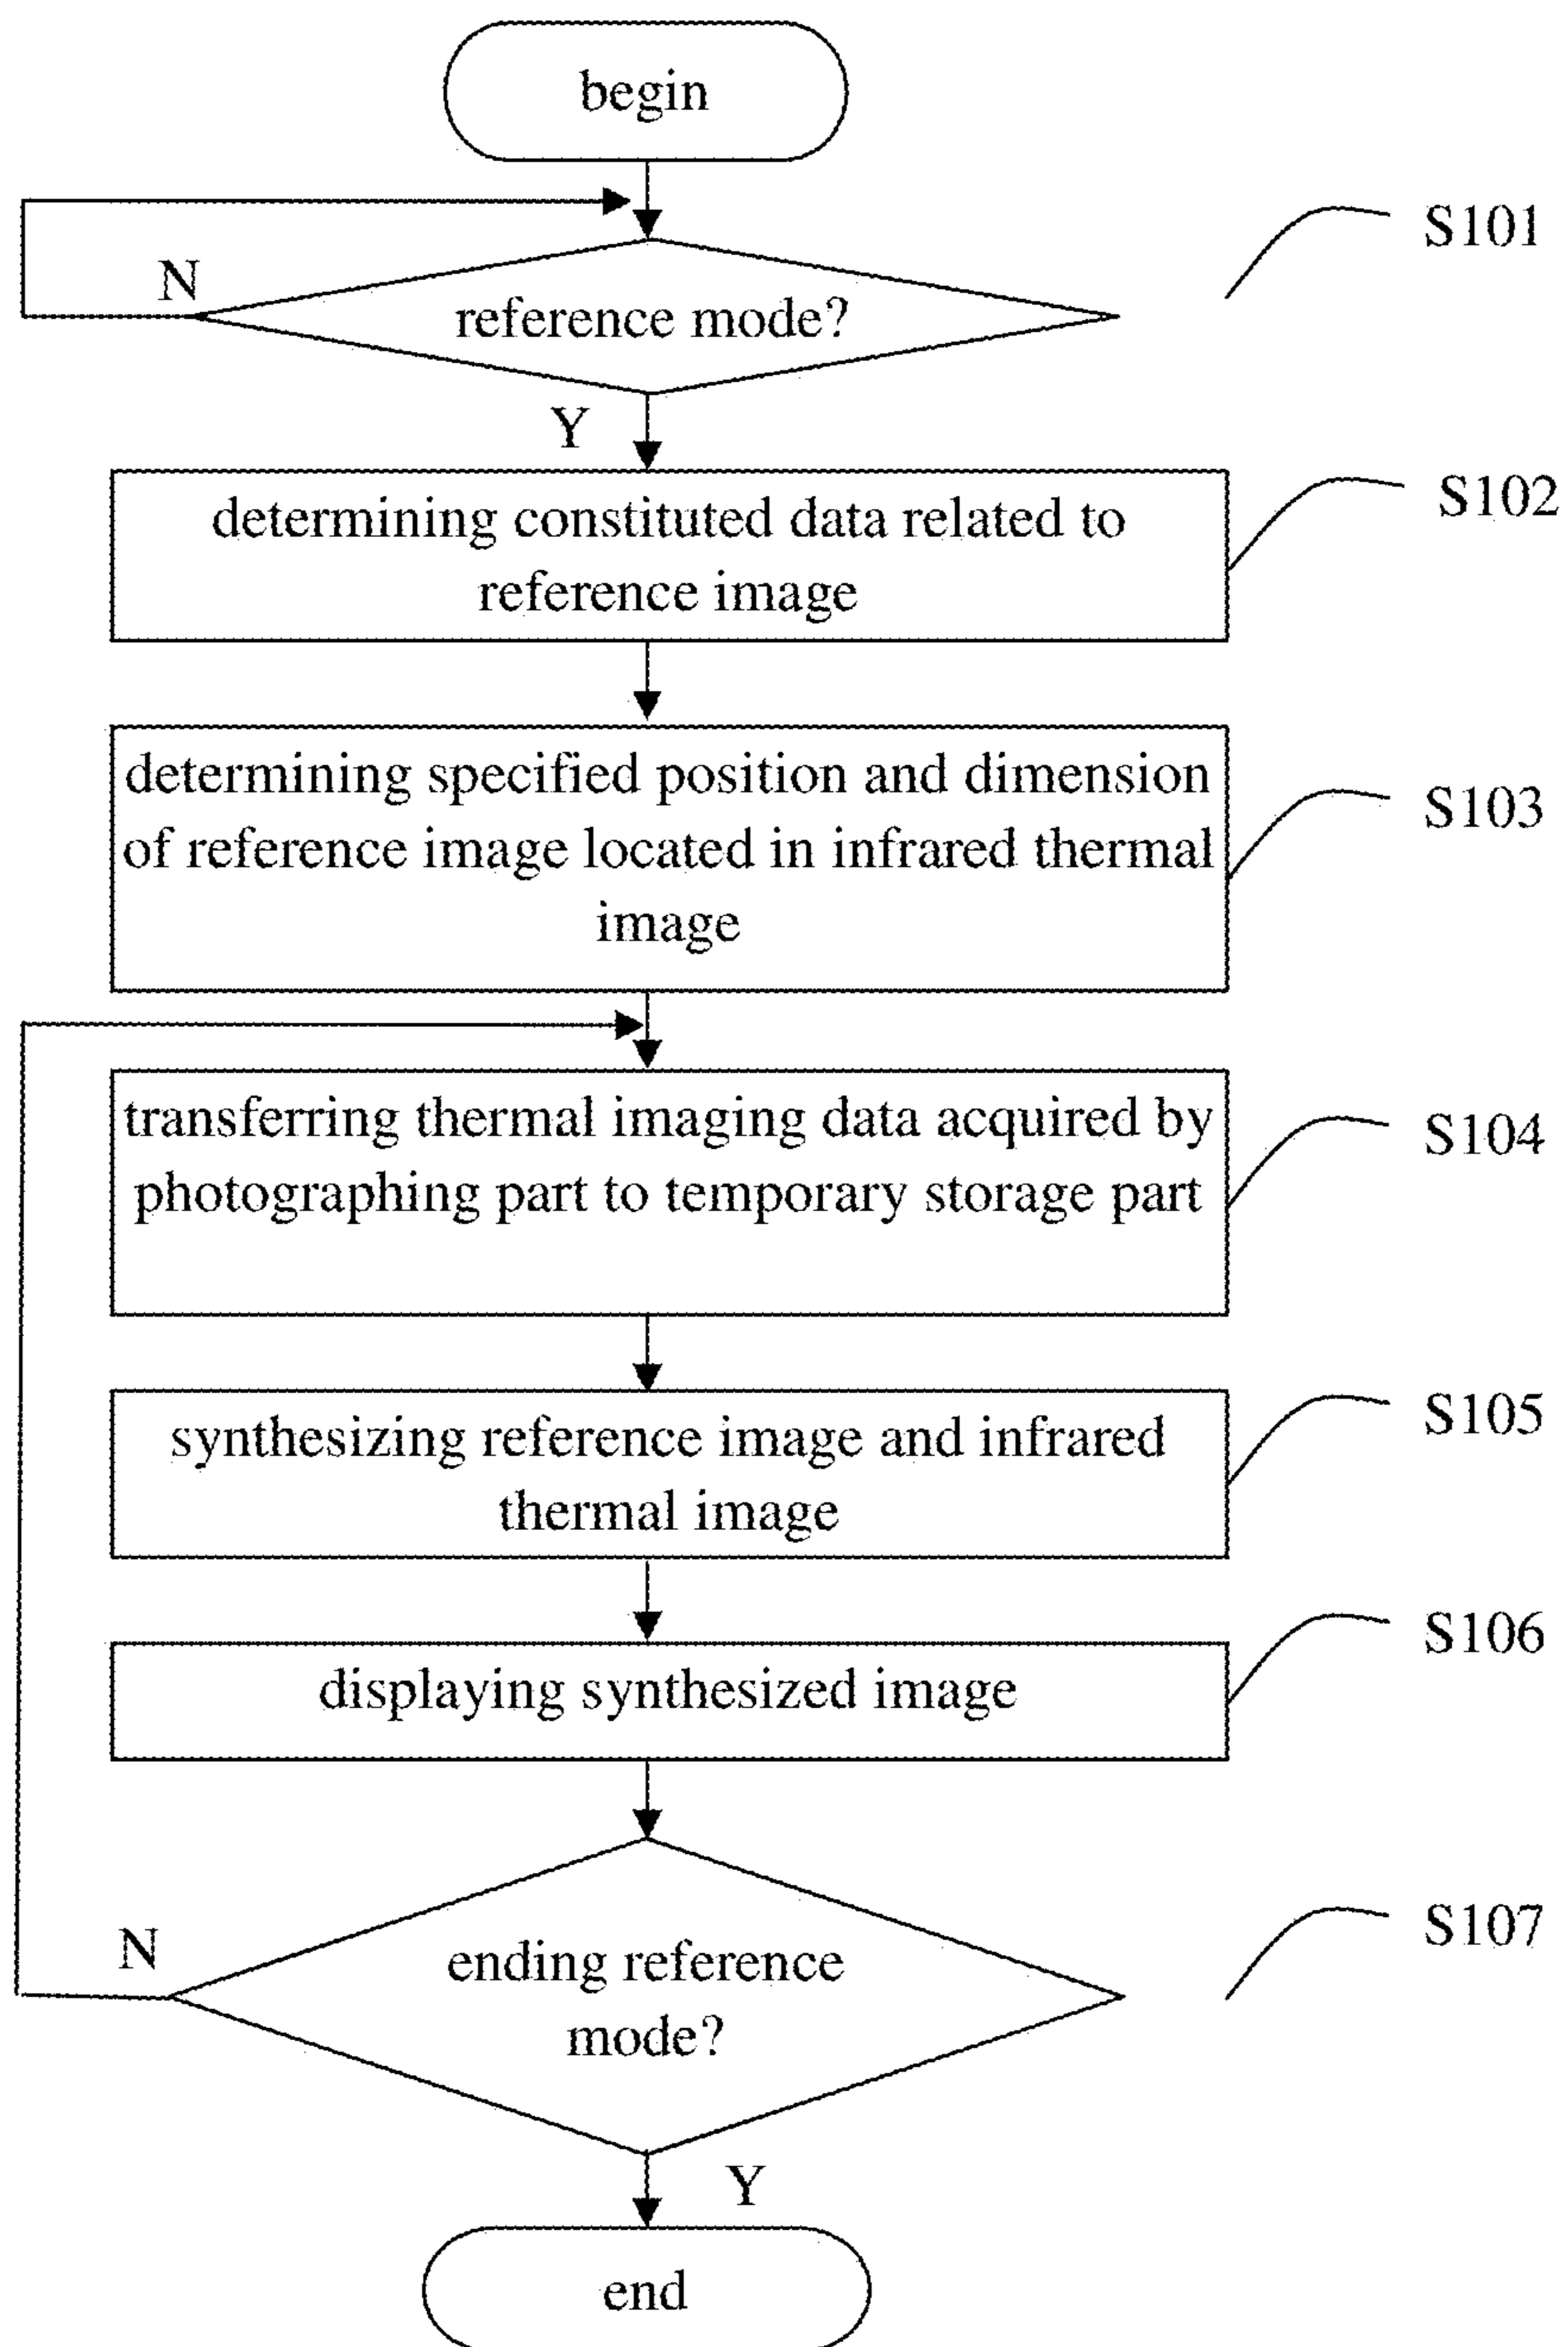 begin
S101
N
reference mode?
Y
determining constituted data related to
reference image
S102
determining specified position and dimension
of reference image located in infrared thermal
image
S103
transferring thermal imaging data acquired by
photographing part to temporary storage part
S104
synthesizing reference image and infrared
thermal image
S105
displaying synthesized image
S106
N
ending reference
mode?
S107
Y
end